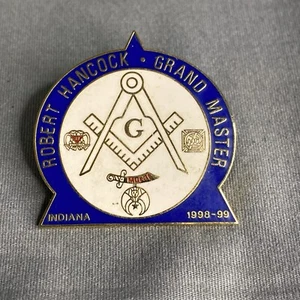 ROBERT HANCOCK · GRAND MASTER
G
INDIANA
1998-99